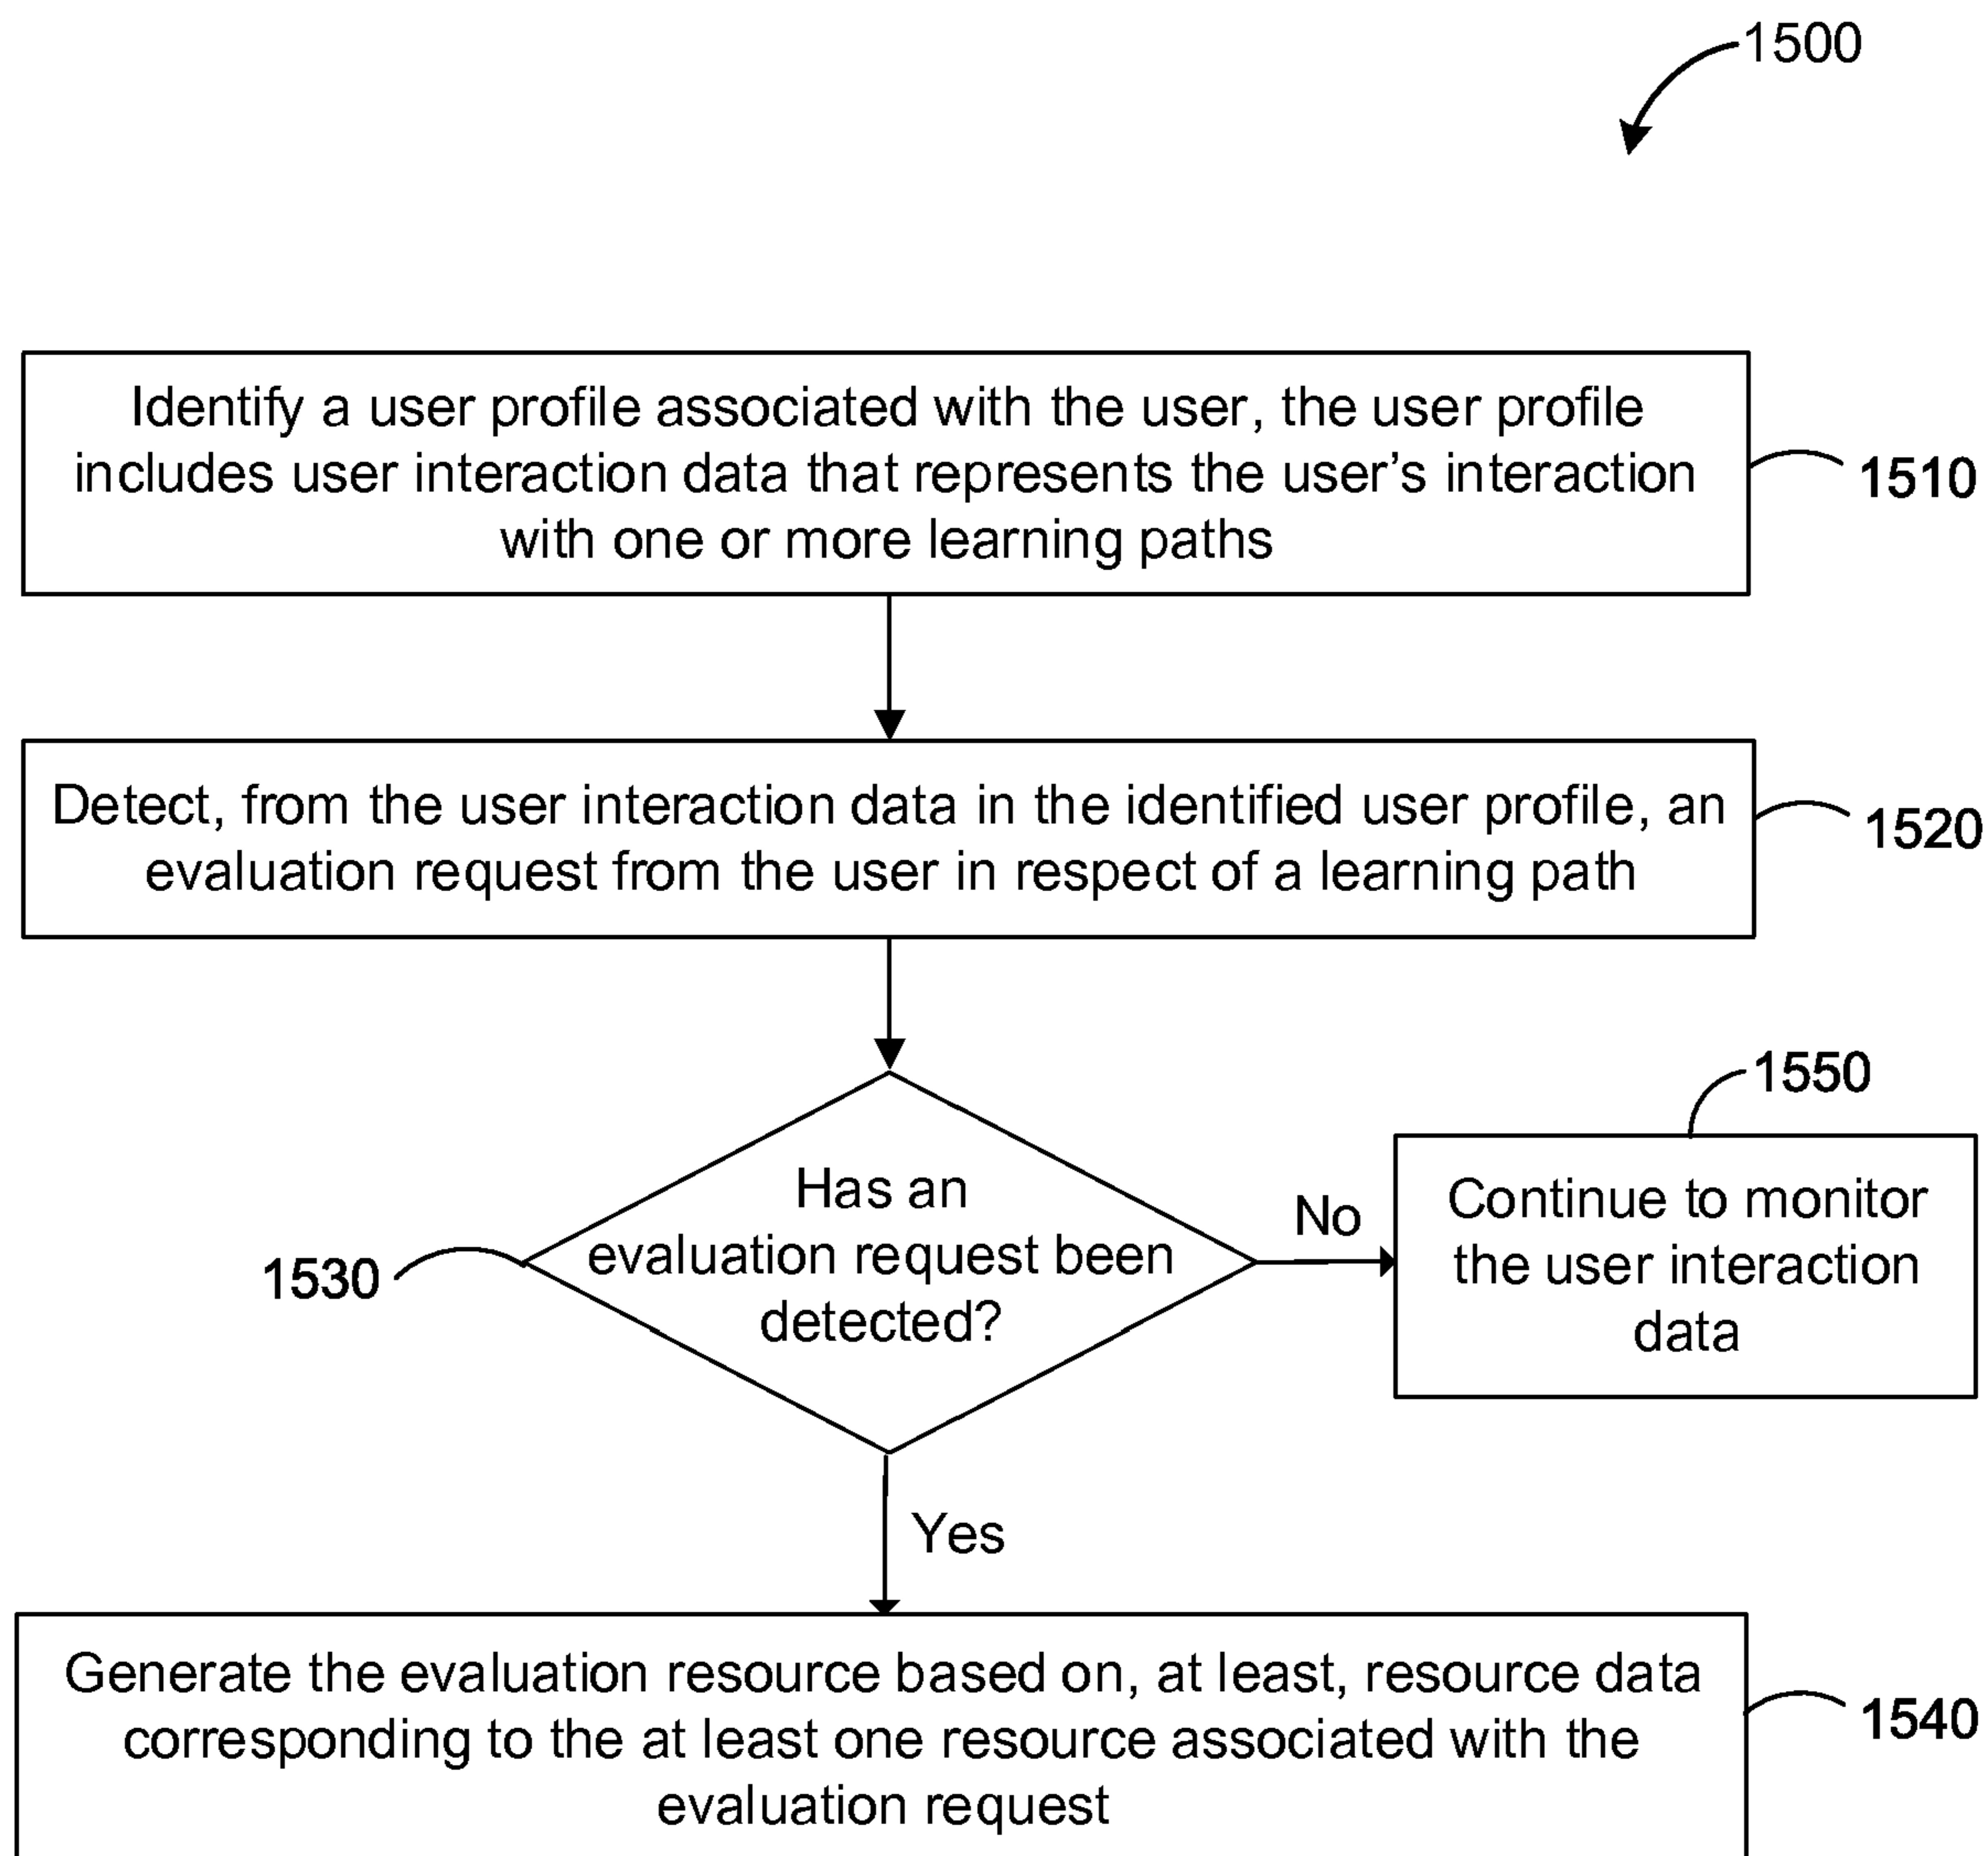 1500
Identify a user profile associated with the user, the user profile
includes user interaction data that represents the user's interaction
with one or more learning paths
1510
Detect, from the user interaction data in the identified user profile, an
evaluation request from the user in respect of a learning path
1520
Has an
evaluation request been
detected?
1530
No
1550
Continue to monitor
the user interaction
data
Yes
Generate the evaluation resource based on, at least, resource data
corresponding to the at least one resource associated with the
evaluation request
1540